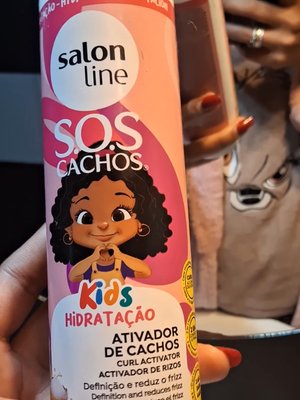 salon
line
S.O.S
CACHOS
Kids
HIDRATAÇÃO
ATIVADOR
DE CACHOS
CURL ACTIVATOR
ACTIVADOR DE RIZOS
Definição e reduz o frizz
Definition and reduces frizz